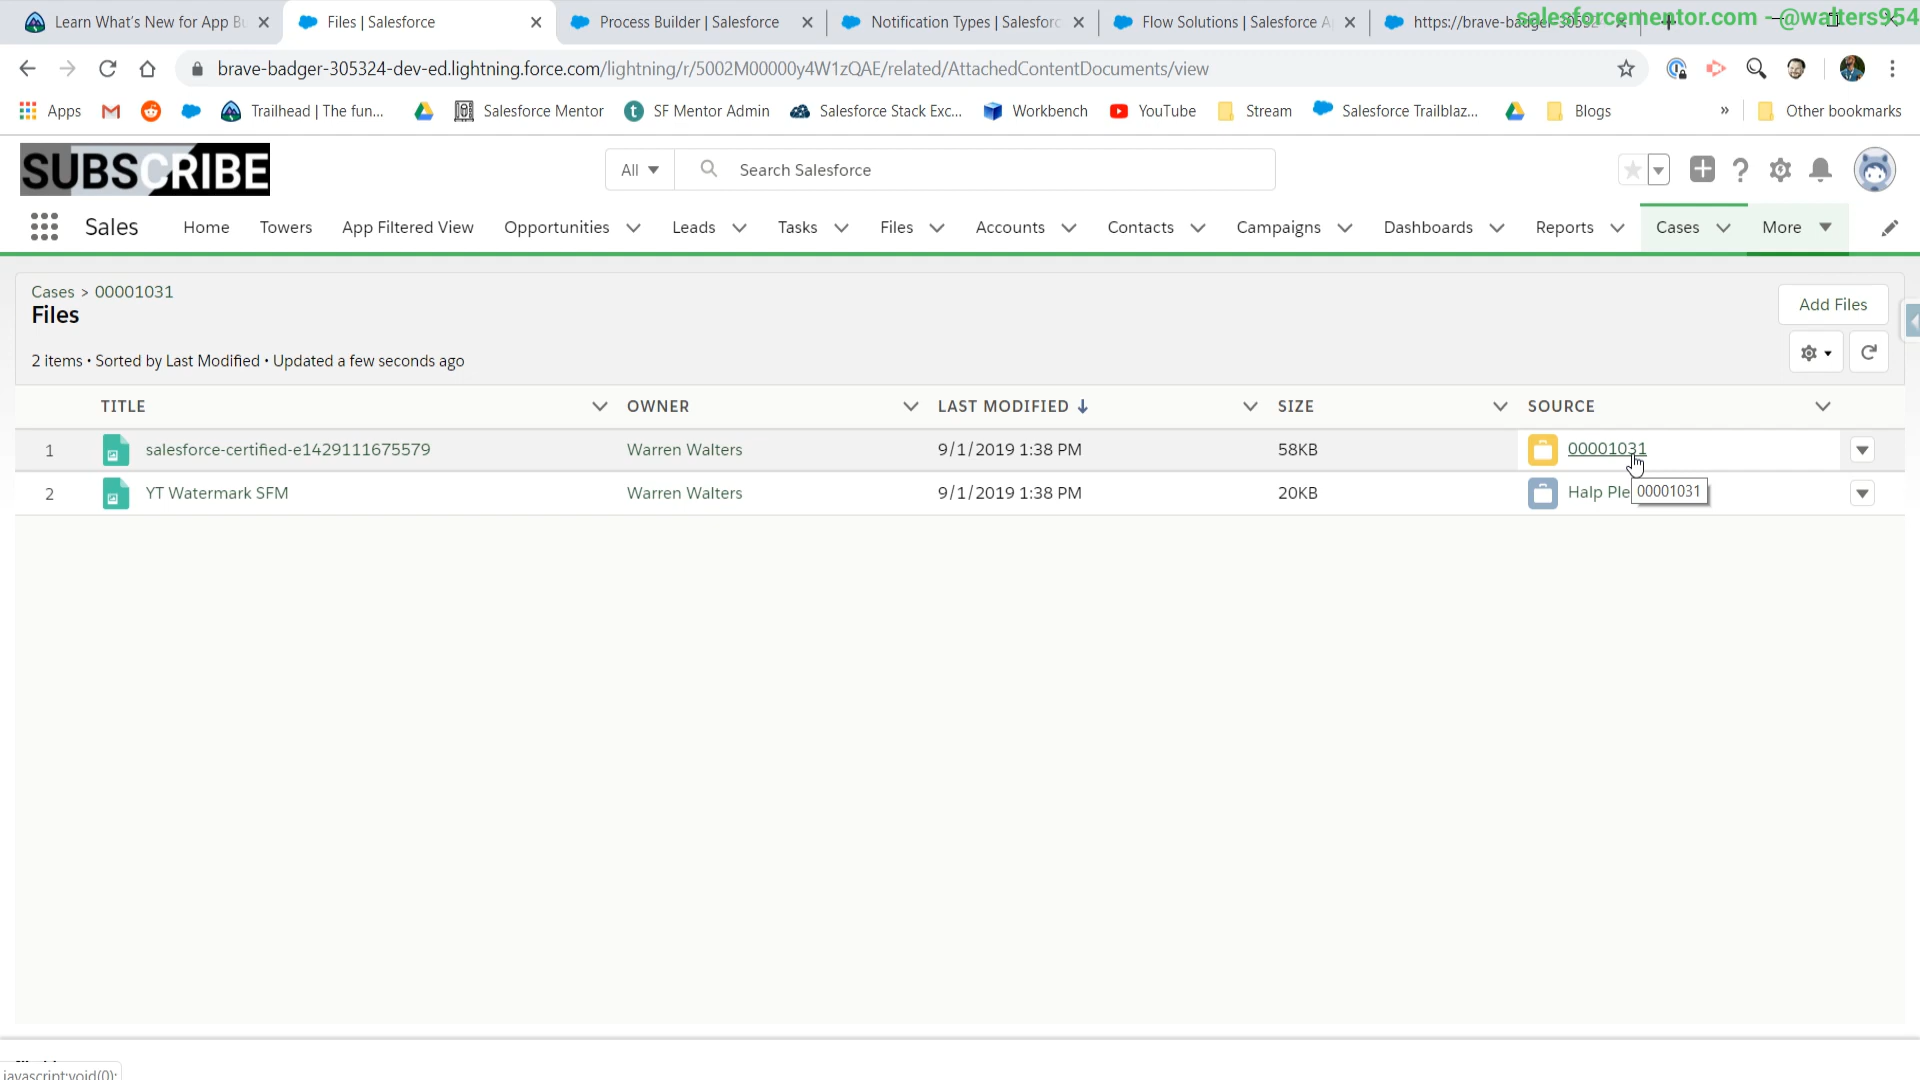 Learn What's New for App Bu
Files | Salesforce
Process Builder | Salesforce
Notification Types | Salesforc
Flow Solutions | Salesforce A
https://brave-badger-30532
salesforcementor.com - @walters954
brave-badger-305324-dev-ed.lightning.force.com/lightning/r/5002M00000y4W1zQAE/related/AttachedContentDocuments/view
Apps
Trailhead | The fun...
Salesforce Mentor
SF Mentor Admin
Salesforce Stack Exc...
Workbench
YouTube
Stream
Salesforce Trailblaz...
Blogs
»
Other bookmarks
SUBSCRIBE
All
Search Salesforce
Sales
Home
Towers
App Filtered View
Opportunities
Leads
Tasks
Files
Accounts
Contacts
Campaigns
Dashboards
Reports
Cases
More
Cases > 00001031
Files
Add Files
2 items • Sorted by Last Modified • Updated a few seconds ago
TITLE OWNER LAST MODIFIED SIZE SOURCE
1 salesforce-certified-e1429111675579 Warren Walters 9/1/2019 1:38 PM 58KB 00001031
2 YT Watermark SFM Warren Walters 9/1/2019 1:38 PM 20KB Halp Ple
00001031
javascript:void(0);